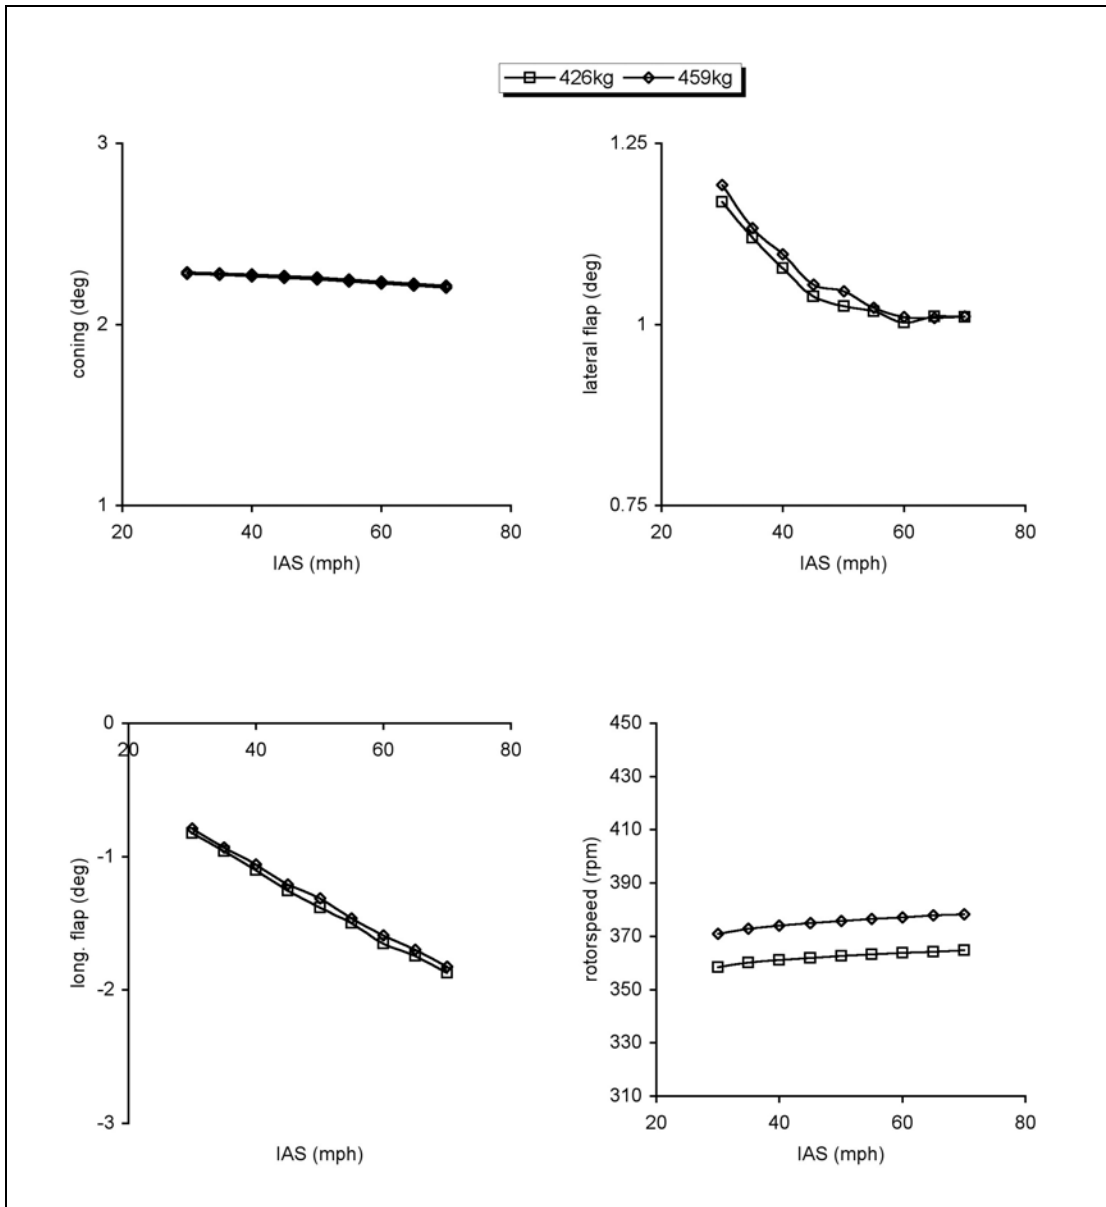 426kg 459kg
3
2
1
coning (deg)
20 40 60 80
IAS (mph)
1.25
1
0.75
lateral flap (deg)
20 40 60 80
IAS (mph)
0
20 40 60 80
-1
-2
-3
long. flap (deg)
IAS (mph)
450
430
410
390
370
350
330
310
rotorspeed (rpm)
20 40 60 80
IAS (mph)